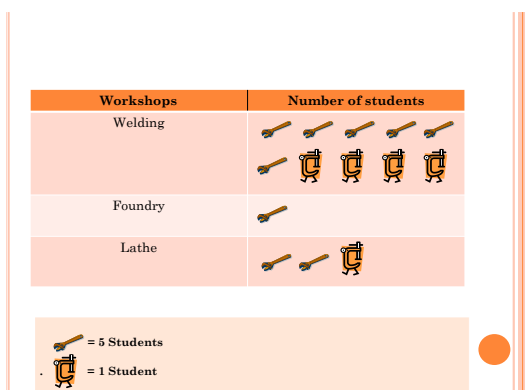 Workshops Number of students
Welding
Foundry
Lathe
= 5 Students
. = 1 Student